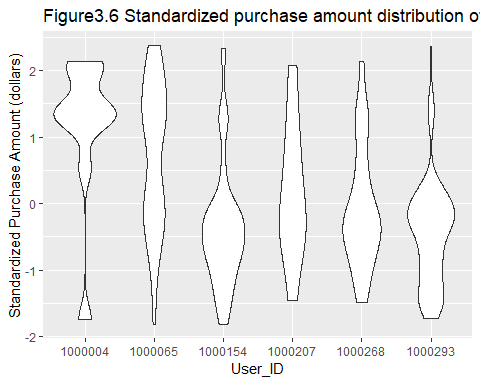 Figure3.6 Standardized purchase amount distribution o
Standardized Purchase Amount (dollars)
2
1
0
-1
-2
1000004 1000065 1000154 1000207 1000268 1000293
User_ID